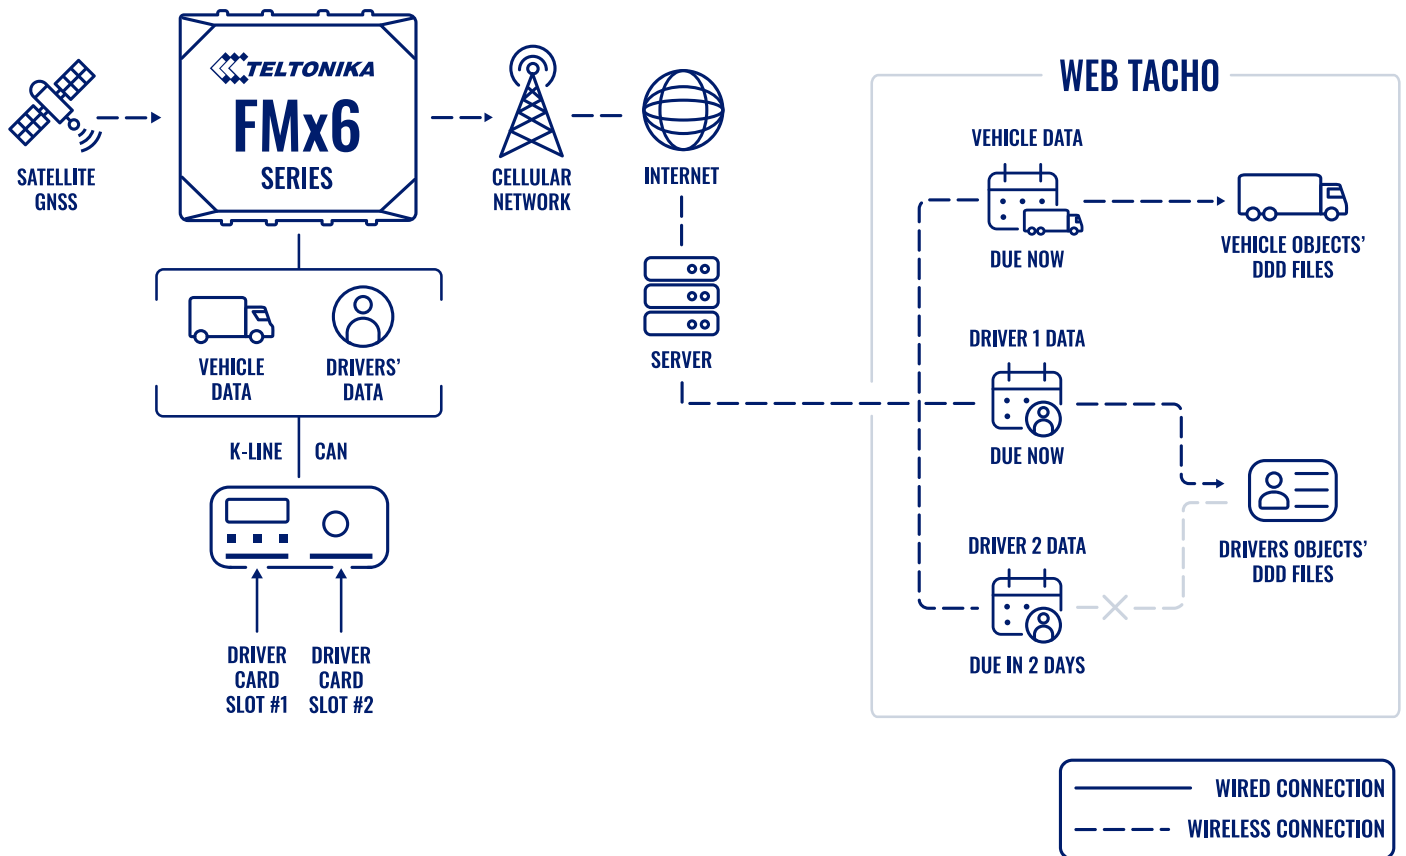 TELTONIKA
FMx6
SERIES
SATELLITE
GNSS
CELLULAR
NETWORK
INTERNET
SERVER
VEHICLE
DATA
DRIVERS'
DATA
K-LINE
CAN
DRIVER
CARD
SLOT #1
DRIVER
CARD
SLOT #2
WEB TACHO
VEHICLE DATA
DUE NOW
VEHICLE OBJECTS'
DDD FILES
DRIVER 1 DATA
DUE NOW
DRIVER 2 DATA
DUE IN 2 DAYS
DRIVERS OBJECTS'
DDD FILES
WIRED CONNECTION
WIRELESS CONNECTION